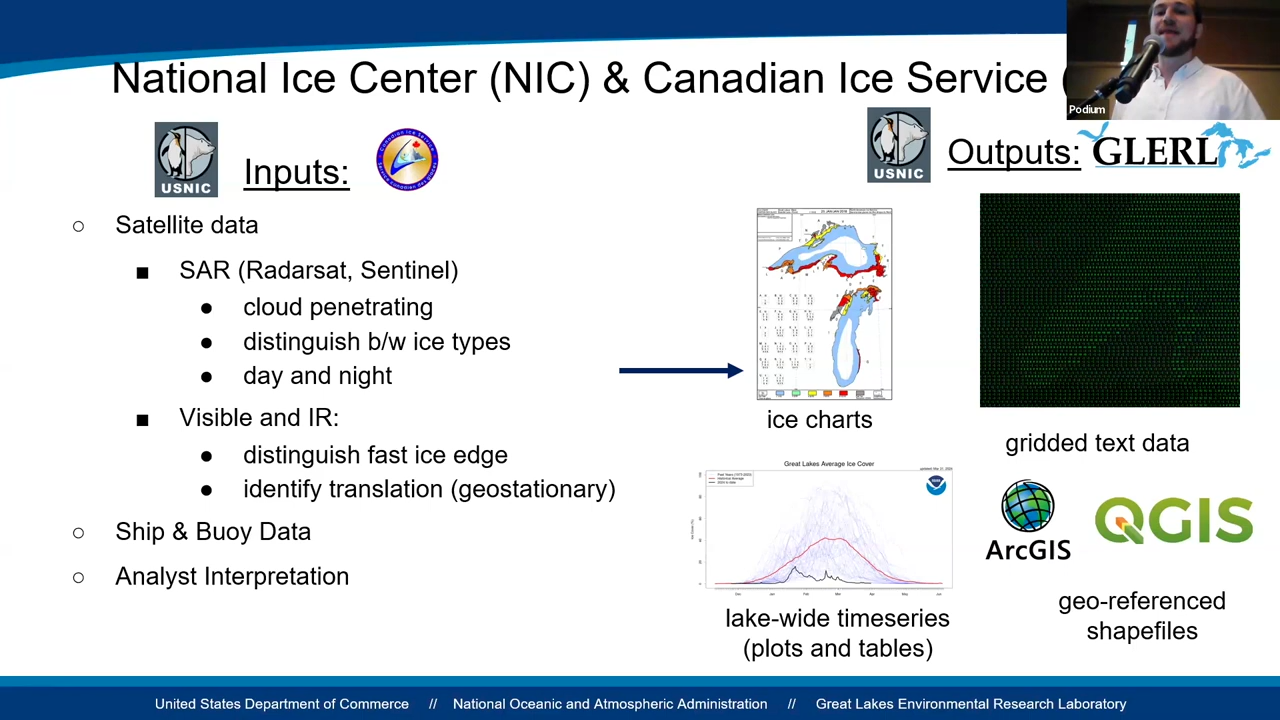 National Ice Center (NIC) & Canadian Ice Service (
Podium
USNIC
Inputs:
USNIC
Outputs:
GLERL
Satellite data
SAR (Radarsat, Sentinel)
cloud penetrating
distinguish b/w ice types
day and night
Visible and IR:
distinguish fast ice edge
identify translation (geostationary)
Ship & Buoy Data
Analyst Interpretation
ice charts
gridded text data
Great Lakes Average Ice Cover
lake-wide timeseries
(plots and tables)
ArcGIS
QGIS
geo-referenced
shapefiles
United States Department of Commerce // National Oceanic and Atmospheric Administration // Great Lakes Environmental Research Laboratory